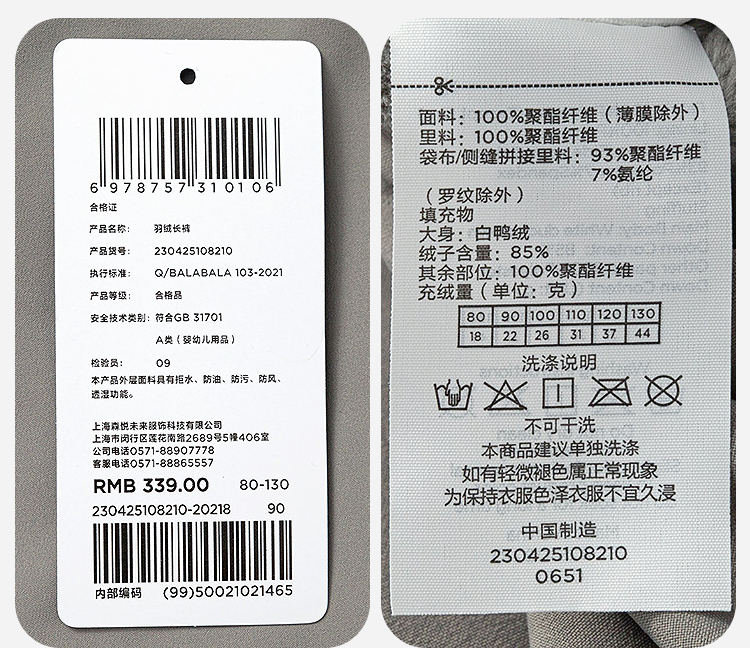 6 978757 310106
合格证
产品名称: 羽绒长裤
产品货号: 230425108210
执行标准: Q/BALABALA 103-2021
产品等级: 合格品
安全技术类别: 符合GB 31701
A类 ( 婴幼儿用品 )
检验员: 09
本产品外层面料具有拒水、防油、防污、防风、
透湿功能。
上海森悦未来服饰科技有限公司
上海市闵行区莲花南路2689号5幢406室
公司电话0571-88907778
客服电话0571-88865557
RMB 339.00 80-130
230425108210-20218 90
内部编码 (99)50021021465
面料: 100%聚酯纤维 ( 薄膜除外 )
里料: 100%聚酯纤维
袋布/侧缝拼接里料: 93%聚酯纤维
7%氨纶
( 罗纹除外 )
填充物
大身: 白鸭绒
绒子含量: 85%
其余部位: 100%聚酯纤维
充绒量 ( 单位: 克 )
80 90 100 110 120 130
18 22 26 31 37 44
洗涤说明
不可干洗
本商品建议单独洗涤
如有轻微褪色属正常现象
为保持衣服色泽衣服不宜久浸
中国制造
230425108210
0651